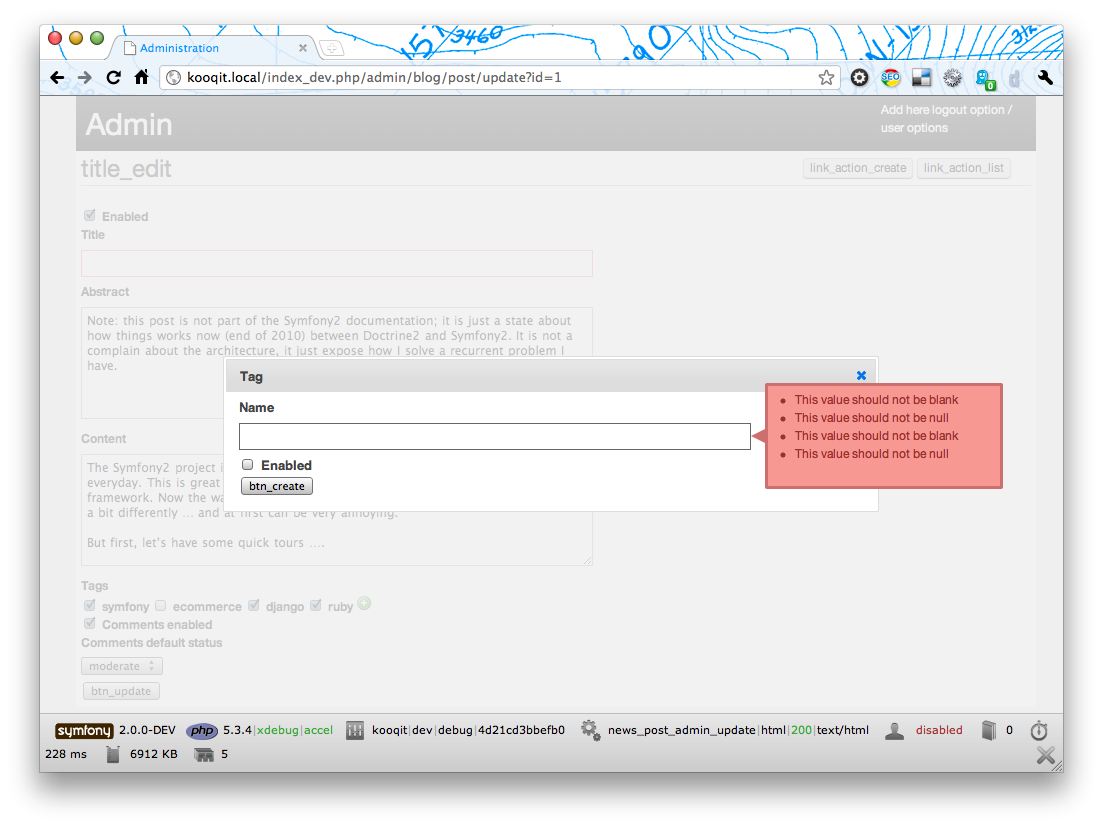 Administration
kooqit.local/index_dev.php/admin/blog/post/update?id=1
SEO
0
Admin
Add here logout option /
user options
title_edit
link_action_create link_action_list
Enabled
Title
Abstract
Note: this post is not part of the Symfony2 documentation; it is just a state about
how things works now (end of 2010) between Doctrine2 and Symfony2. It is not a
complain about the architecture, it just expose how I solve a recurrent problem I
have.
Tag
Name
This value should not be blank
This value should not be null
This value should not be blank
This value should not be null
Enabled
btn_create
Content
The Symfony2 project i
everyday. This is great
framework. Now the wa
a bit differently ... and at first can be very annoying.
But first, let's have some quick tours ....
Tags
symfony ecommerce django ruby
Comments enabled
Comments default status
moderate
btn_update
symfony 2.0.0-DEV php 5.3.4|xdebug|accel kooqit|dev|debug|4d21cd3bbefb0 news_post_admin_update|html|200|text/html disabled 0
228 ms 6912 KB 5